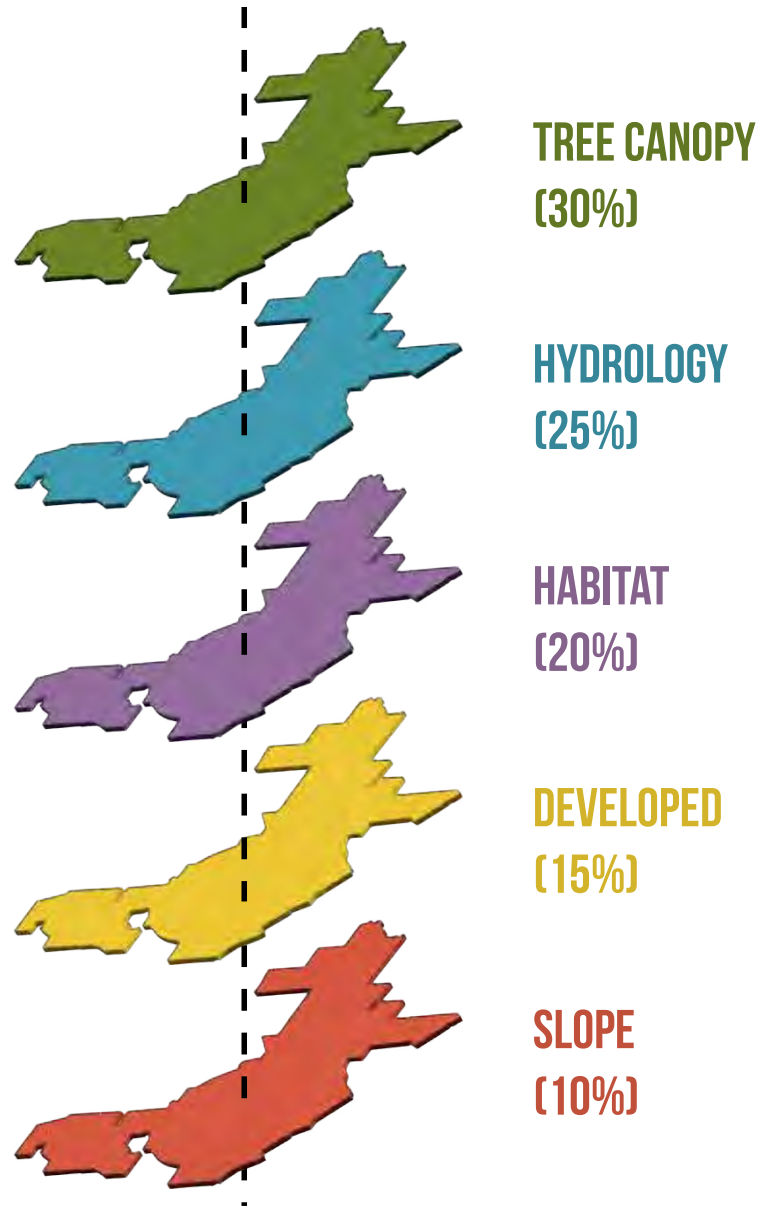 TREE CANOPY
(30%)
HYDROLOGY
(25%)
HABITAT
(20%)
DEVELOPED
(15%)
SLOPE
(10%)